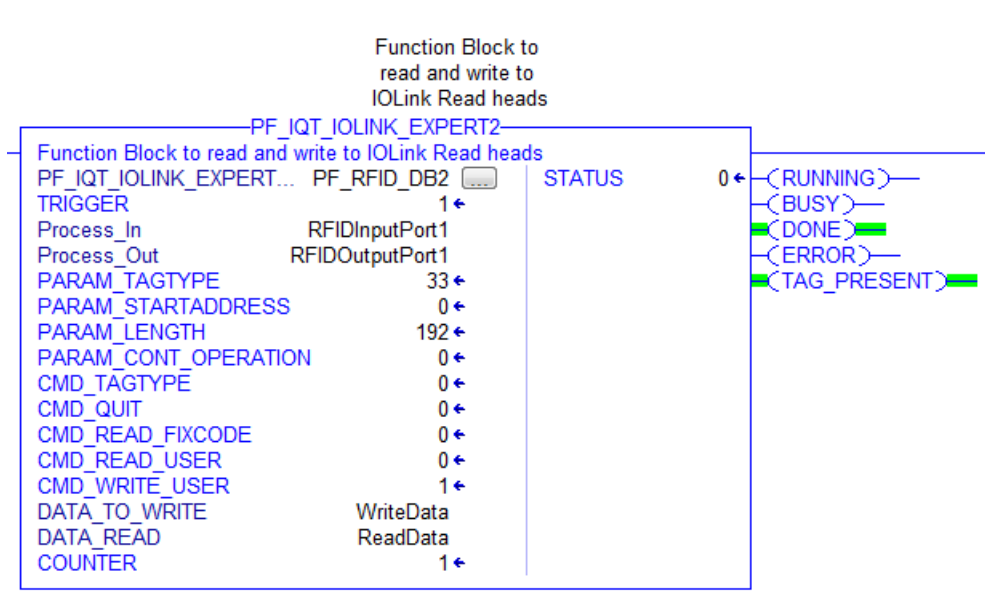 Function Block to
read and write to
IOLink Read heads
PF_IQT_IOLINK_EXPERT2
Function Block to read and write to IOLink Read heads
PF_IQT_IOLINK_EXPERT... PF_RFID_DB2 ... STATUS 0 RUNNING
TRIGGER 1 BUSY
Process_In RFIDInputPort1 DONE
Process_Out RFIDOutputPort1 ERROR
PARAM_TAGTYPE 33 TAG_PRESENT
PARAM_STARTADDRESS 0
PARAM_LENGTH 192
PARAM_CONT_OPERATION 0
CMD_TAGTYPE 0
CMD_QUIT 0
CMD_READ_FIXCODE 0
CMD_READ_USER 0
CMD_WRITE_USER 1
DATA_TO_WRITE WriteData
DATA_READ ReadData
COUNTER 1